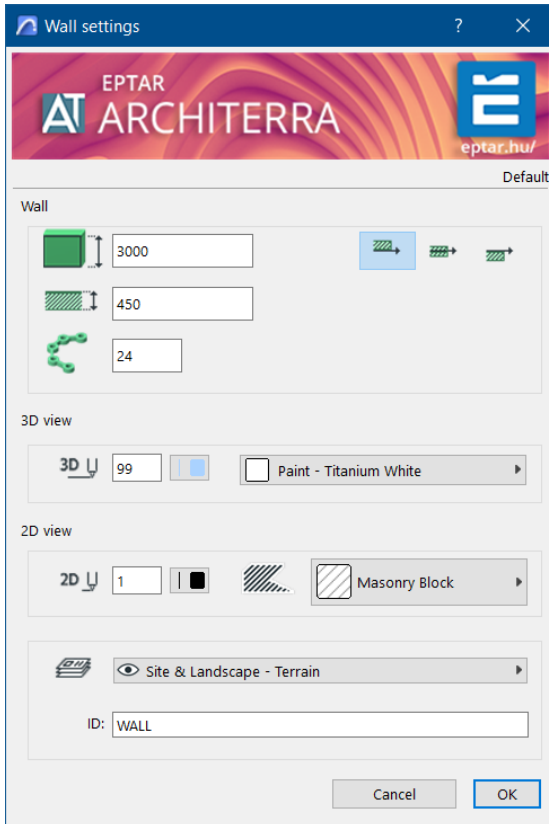 Wall settings ?
EPTAR
AT ARCHITERRA
eptar.hu/
Default
Wall
3000
450
24
3D view
3D 99 Paint - Titanium White
2D view
2D 1 Masonry Block
Site & Landscape - Terrain
ID: WALL
Cancel OK